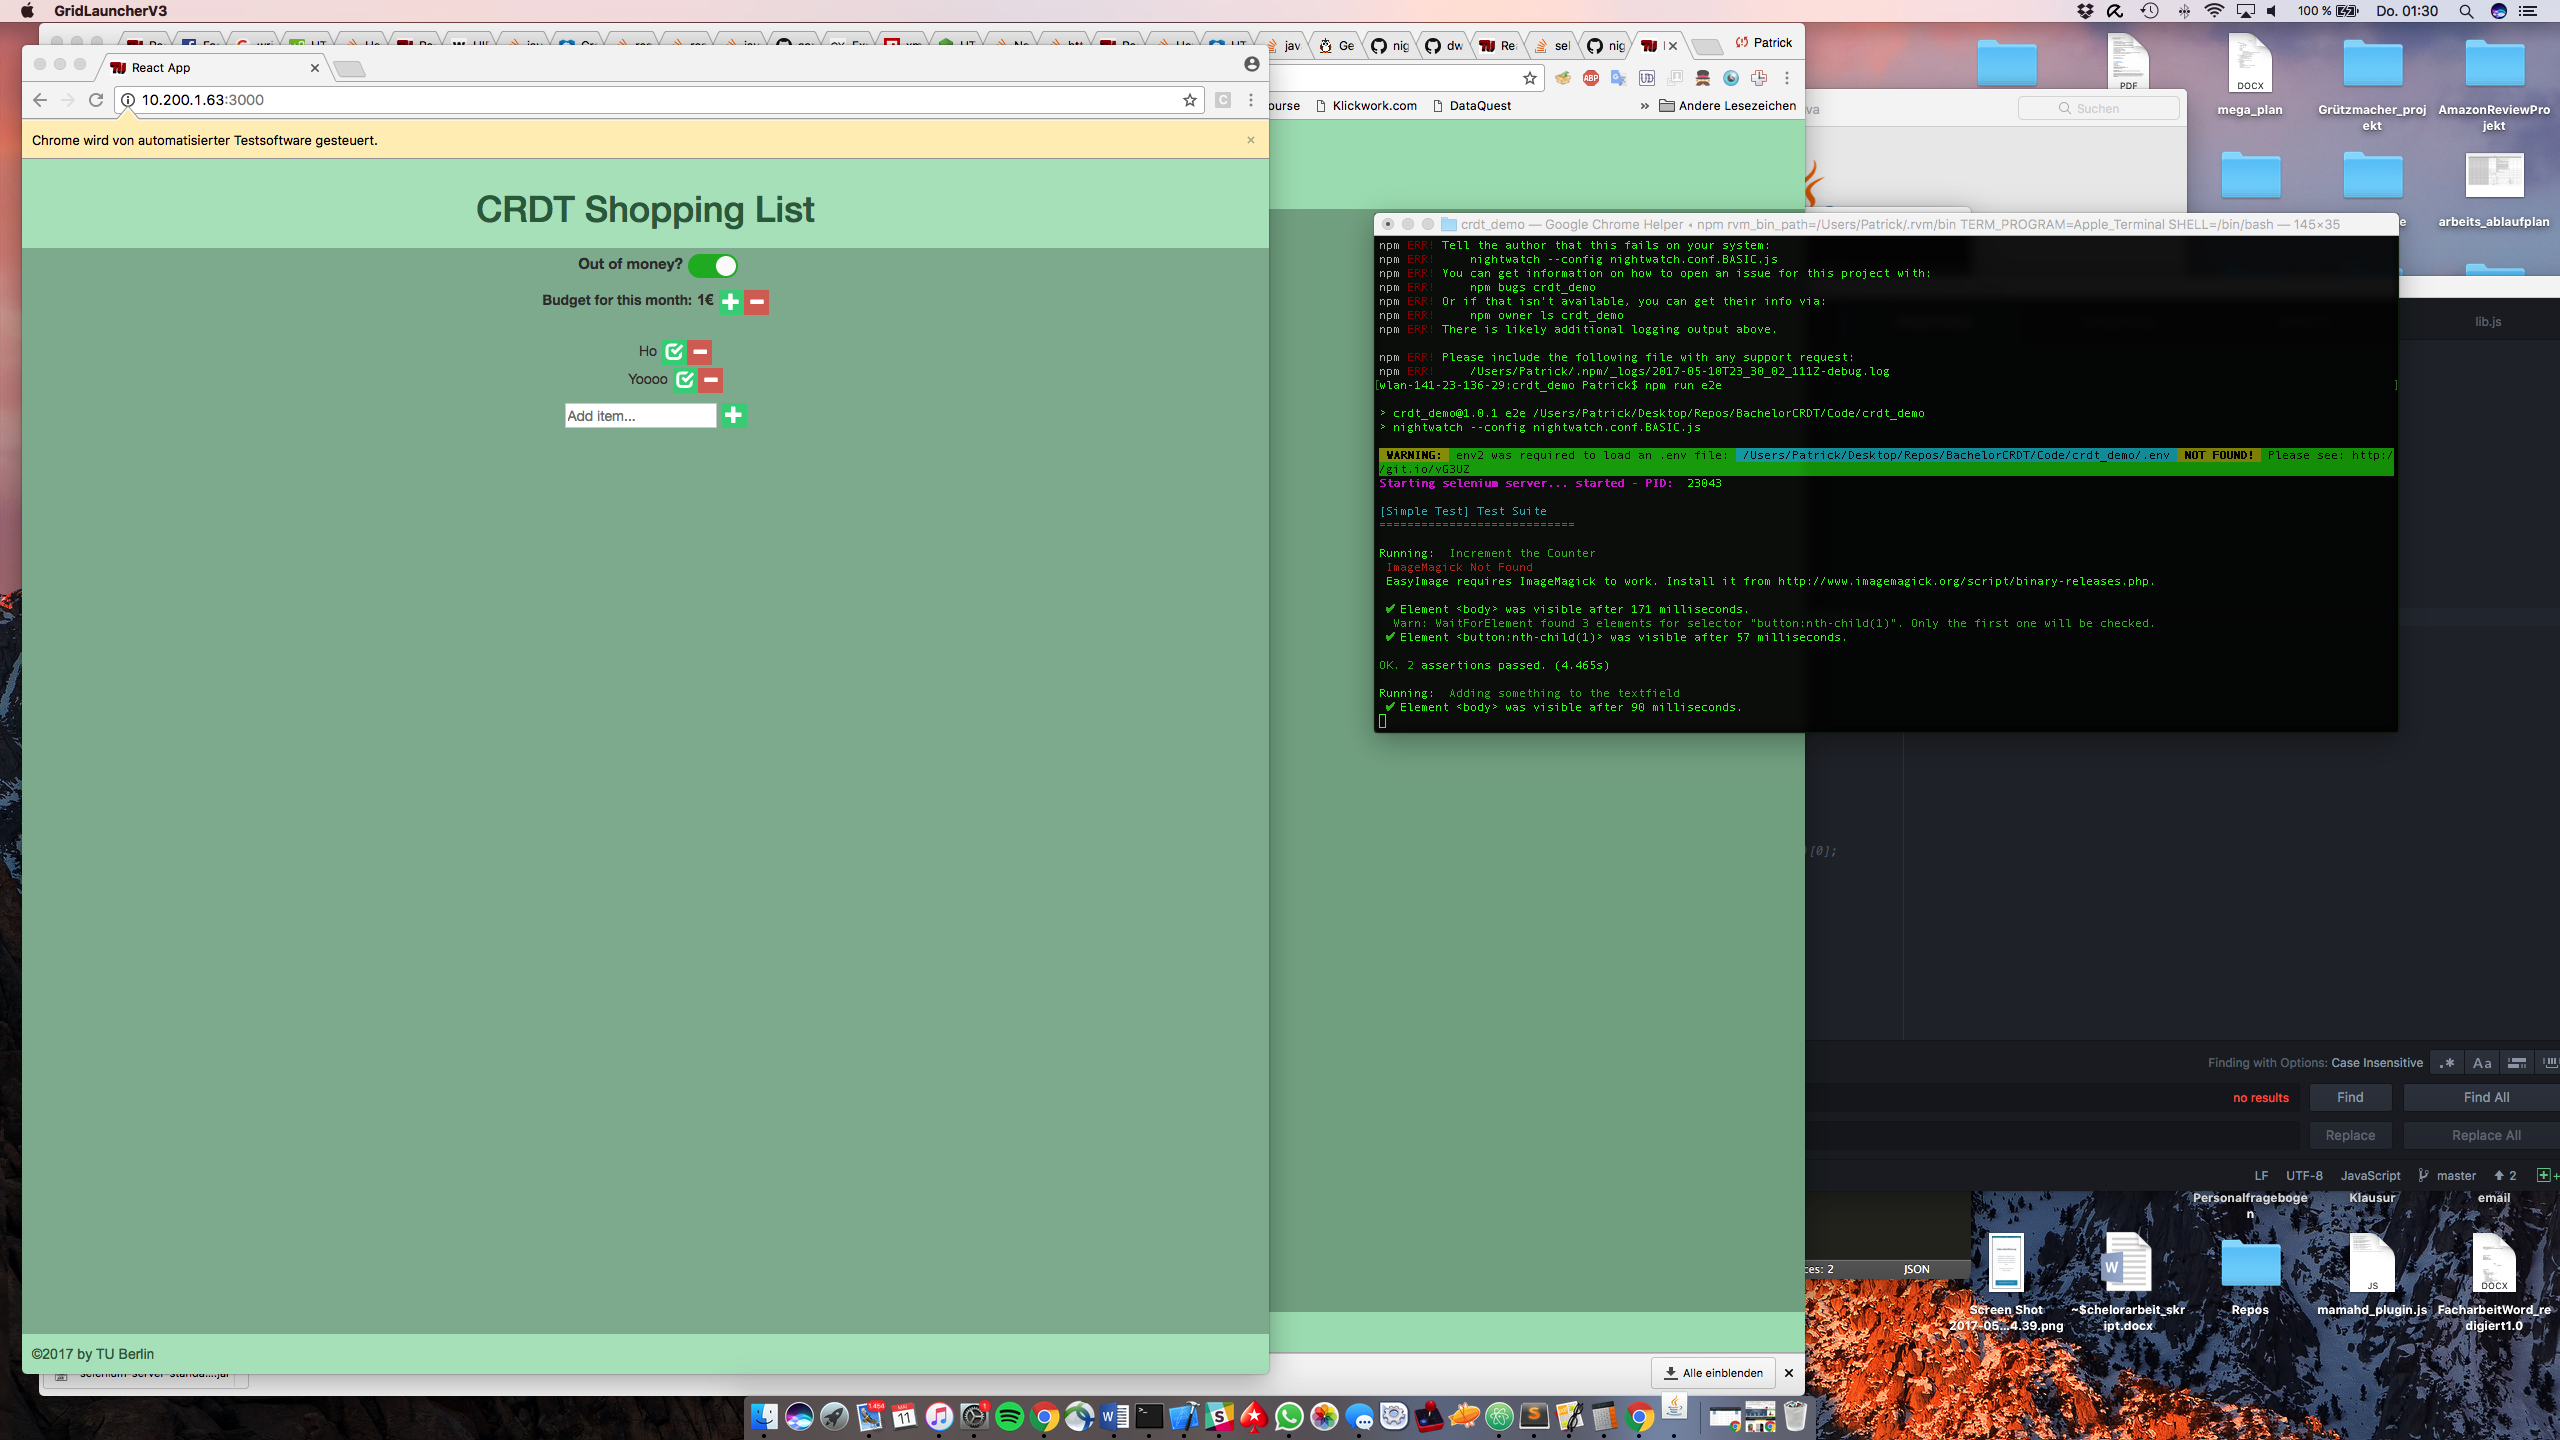 GridLauncherV3
100 %
Do. 01:30
Patrick
React App
10.200.1.63:3000
ourse
Klickwork.com
DataQuest
» Andere Lesezeichen
Chrome wird von automatisierter Testsoftware gesteuert.
CRDT Shopping List
Out of money?
Budget for this month: 1€
Ho
Yoooo
Add item...
©2017 by TU Berlin
Alle einblenden
Suchen
crdt_demo — Google Chrome Helper ◂ npm rvm_bin_path=/Users/Patrick/.rvm/bin TERM_PROGRAM=Apple_Terminal SHELL=/bin/bash — 145×35
npm ERR! Tell the author that this fails on your system:
npm ERR!     nightwatch --config nightwatch.conf.BASIC.js
npm ERR! You can get information on how to open an issue for this project with:
npm ERR!     npm bugs crdt_demo
npm ERR! Or if that isn't available, you can get their info via:
npm ERR!     npm owner ls crdt_demo
npm ERR! There is likely additional logging output above.
npm ERR! Please include the following file with any support request:
npm ERR!     /Users/Patrick/.npm/_logs/2017-05-10T23_30_02_111Z-debug.log
[wlan-141-23-136-29:crdt_demo Patrick$ npm run e2e ]
> crdt_demo@1.0.1 e2e /Users/Patrick/Desktop/Repos/BachelorCRDT/Code/crdt_demo
> nightwatch --config nightwatch.conf.BASIC.js
WARNING: env2 was required to load an .env file: /Users/Patrick/Desktop/Repos/BachelorCRDT/Code/crdt_demo/.env NOT FOUND! Please see: http:/
/git.io/vG3UZ
Starting selenium server... started - PID: 23043
[Simple Test] Test Suite
============================
Running: Increment the Counter
ImageMagick Not Found
EasyImage requires ImageMagick to work. Install it from http://www.imagemagick.org/script/binary-releases.php.
✔ Element <body> was visible after 171 milliseconds.
Warn: WaitForElement found 3 elements for selector "button:nth-child(1)". Only the first one will be checked.
✔ Element <button:nth-child(1)> was visible after 57 milliseconds.
OK. 2 assertions passed. (4.465s)
Running: Adding something to the textfield
✔ Element <body> was visible after 90 milliseconds.
PDF
DOCX
mega_plan
Grützmacher_proj
ekt
AmazonReviewPro
jekt
arbeits_ablaufplan
lib.js
)[0];
Finding with Options: Case Insensitive
.* Aa
no results
Find
Find All
Replace
Replace All
LF UTF-8 JavaScript master 2
Personalfrageboge
n
Klausur
email
ces: 2
JSON
Screen Shot
2017-05...4.39.png
~$chelorarbeit_skr
ipt.docx
Repos
JS
mamahd_plugin.js
DOCX
FacharbeitWord_re
digiert1.0